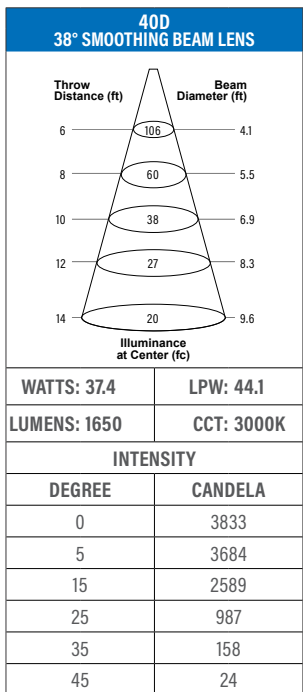 40D
38° SMOOTHING BEAM LENS
Throw Distance (ft)
Beam Diameter (ft)
6 106 4.1
8 60 5.5
10 38 6.9
12 27 8.3
14 20 9.6
Illuminance
at Center (fc)
WATTS: 37.4 LPW: 44.1
LUMENS: 1650 CCT: 3000K
INTENSITY
DEGREE CANDELA
0 3833
5 3684
15 2589
25 987
35 158
45 24